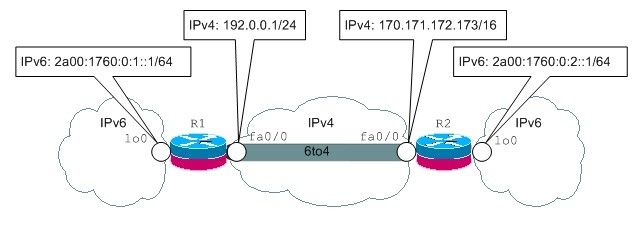 IPv4: 192.0.0.1/24
IPv4: 170.171.172.173/16
IPv6: 2a00:1760:0:1::1/64
IPv6: 2a00:1760:0:2::1/64
IPv6
R1
IPv4
R2
IPv6
lo0
fa0/0
fa0/0
lo0
6to4